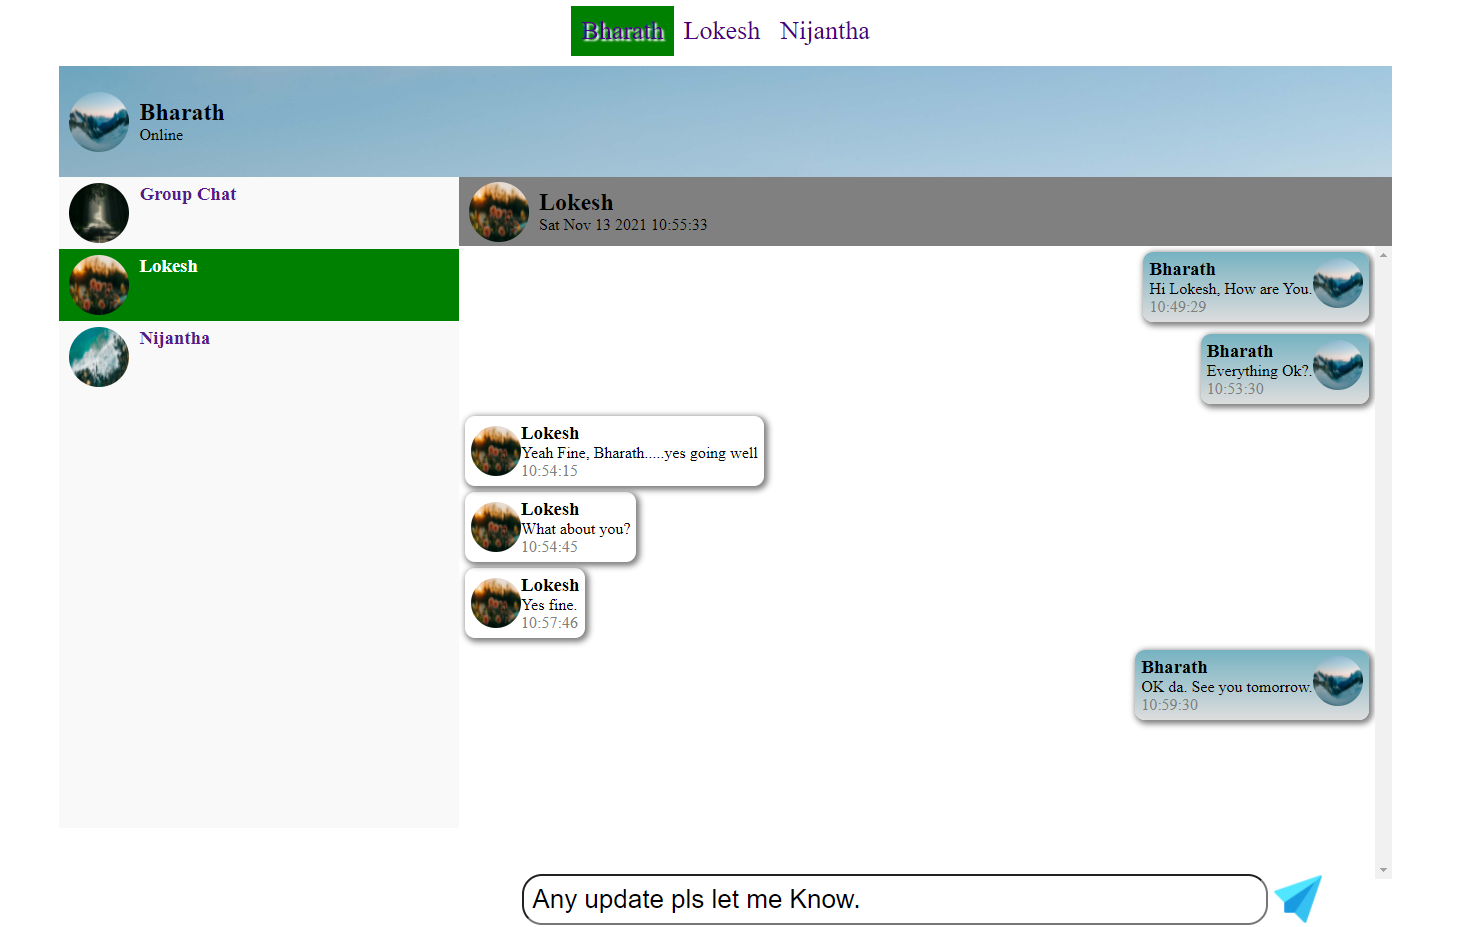 Bharath Lokesh Nijantha
Bharath
Online
Group Chat
Lokesh
Nijantha
Lokesh
Sat Nov 13 2021 10:55:33
Bharath
Hi Lokesh, How are You.
10:49:29
Bharath
Everything Ok?.
10:53:30
Lokesh
Yeah Fine, Bharath.....yes going well
10:54:15
Lokesh
What about you?
10:54:45
Lokesh
Yes fine.
10:57:46
Bharath
OK da. See you tomorrow.
10:59:30
Any update pls let me Know.